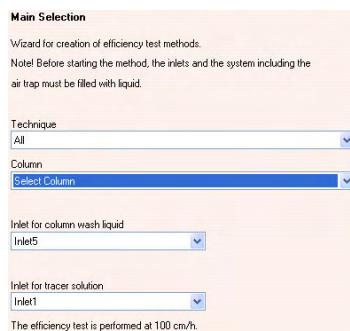 Main Selection
Wizard for creation of efficiency test methods.
Note! Before starting the method, the inlets and the system including the
air trap must be filled with liquid.
Technique
All
Column
Select Column
Inlet for column wash liquid
Inlet5
Inlet for tracer solution
Inlet1
The efficiency test is performed at 100 cm/h.